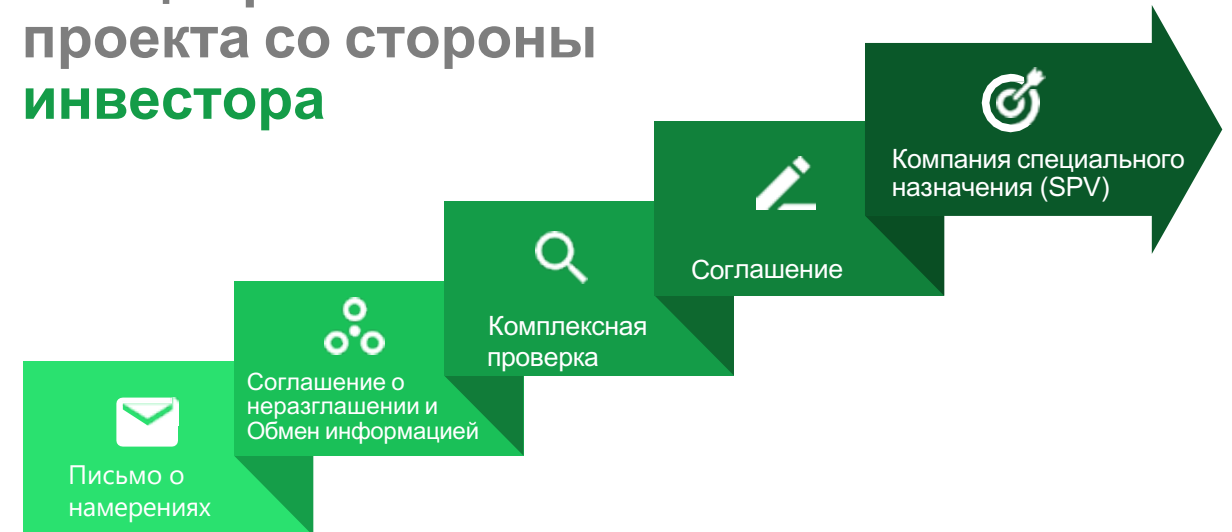 проекта со стороны
инвестора
Компания специального
назначения (SPV)
Соглашение
Комплексная
проверка
Соглашение о
неразглашении и
Обмен информацией
Письмо о
намерениях